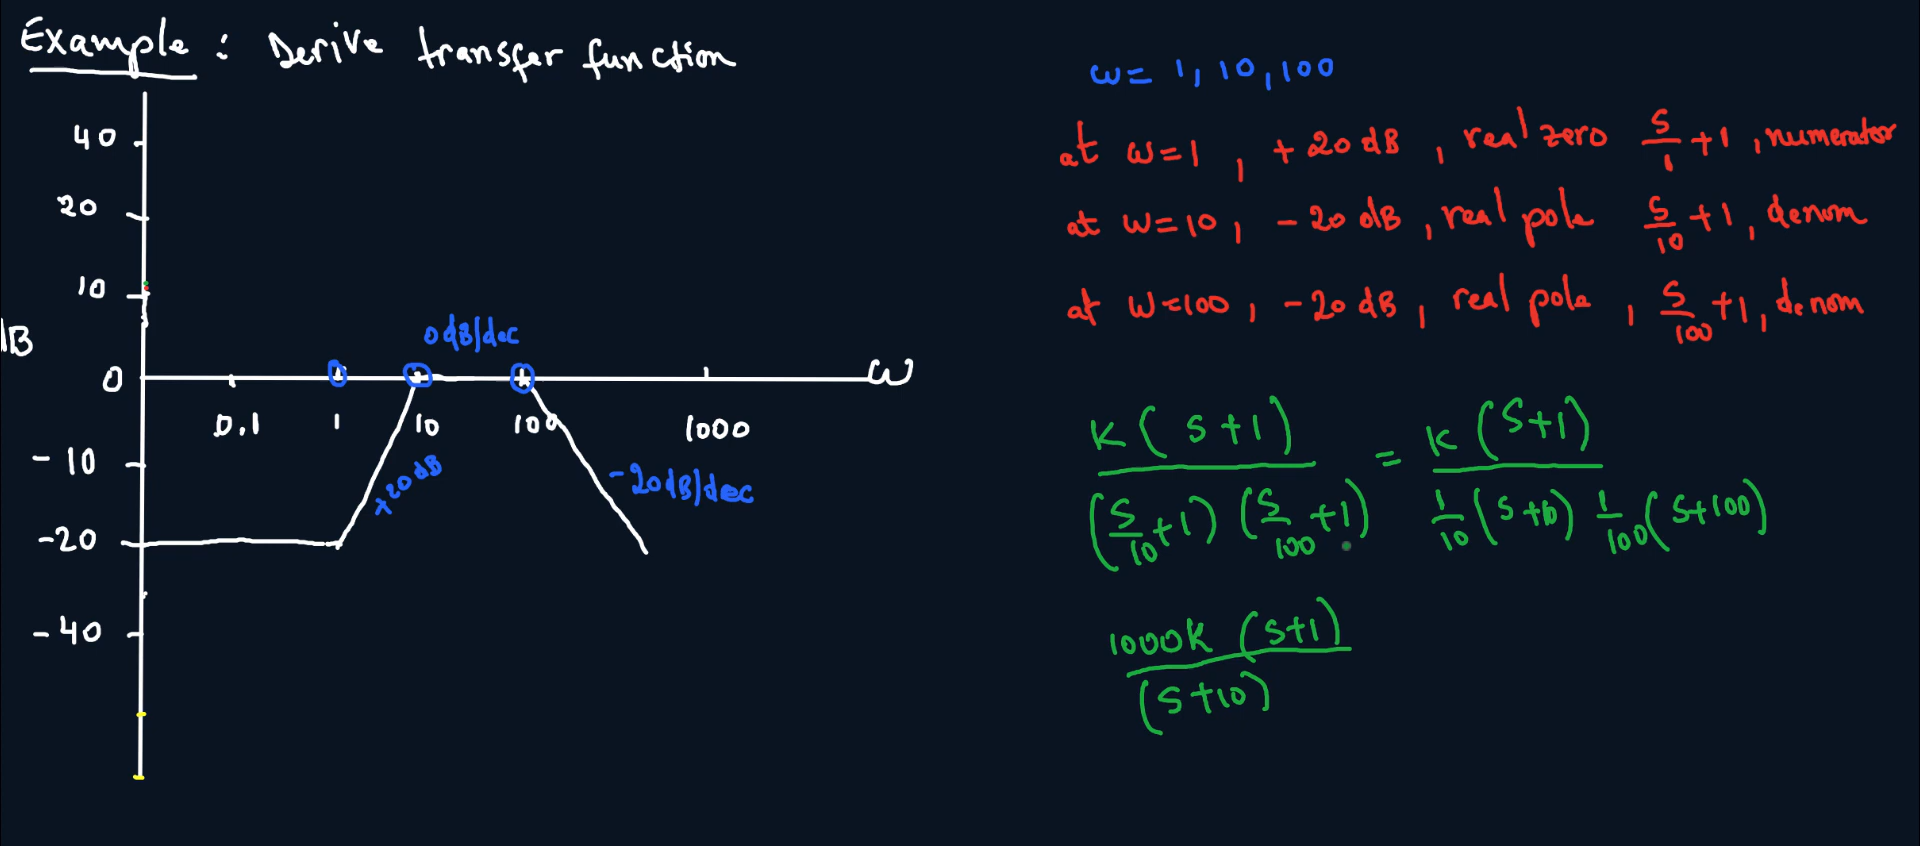 Example : Derive transfer function
40
20
10
dB
0
ω
0.1 1 10 100 1000
0 dB/dec
-10
+20 dB
-20 dB/dec
-20
-40
ω = 1, 10, 100
at ω=1, +20 dB, real zero s/1 +1, numerator
at ω=10, -20 dB, real pole s/10 +1, denom
at ω=100, -20 dB, real pole, s/100 +1, denom
K(s+1) / (s/10 +1)(s/100 +1) = K(s+1) / 1/10 (s+10) 1/100 (s+100)
1000K (s+1) / (s+10)